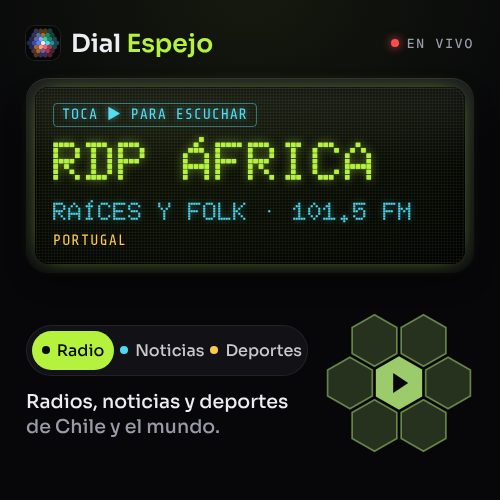 Dial Espejo
EN VIVO
TOCA ▶ PARA ESCUCHAR
RDP ÁFRICA
RAÍCES Y FOLK · 101.5 FM
PORTUGAL
Radio Noticias Deportes
Radios, noticias y deportes
de Chile y el mundo.